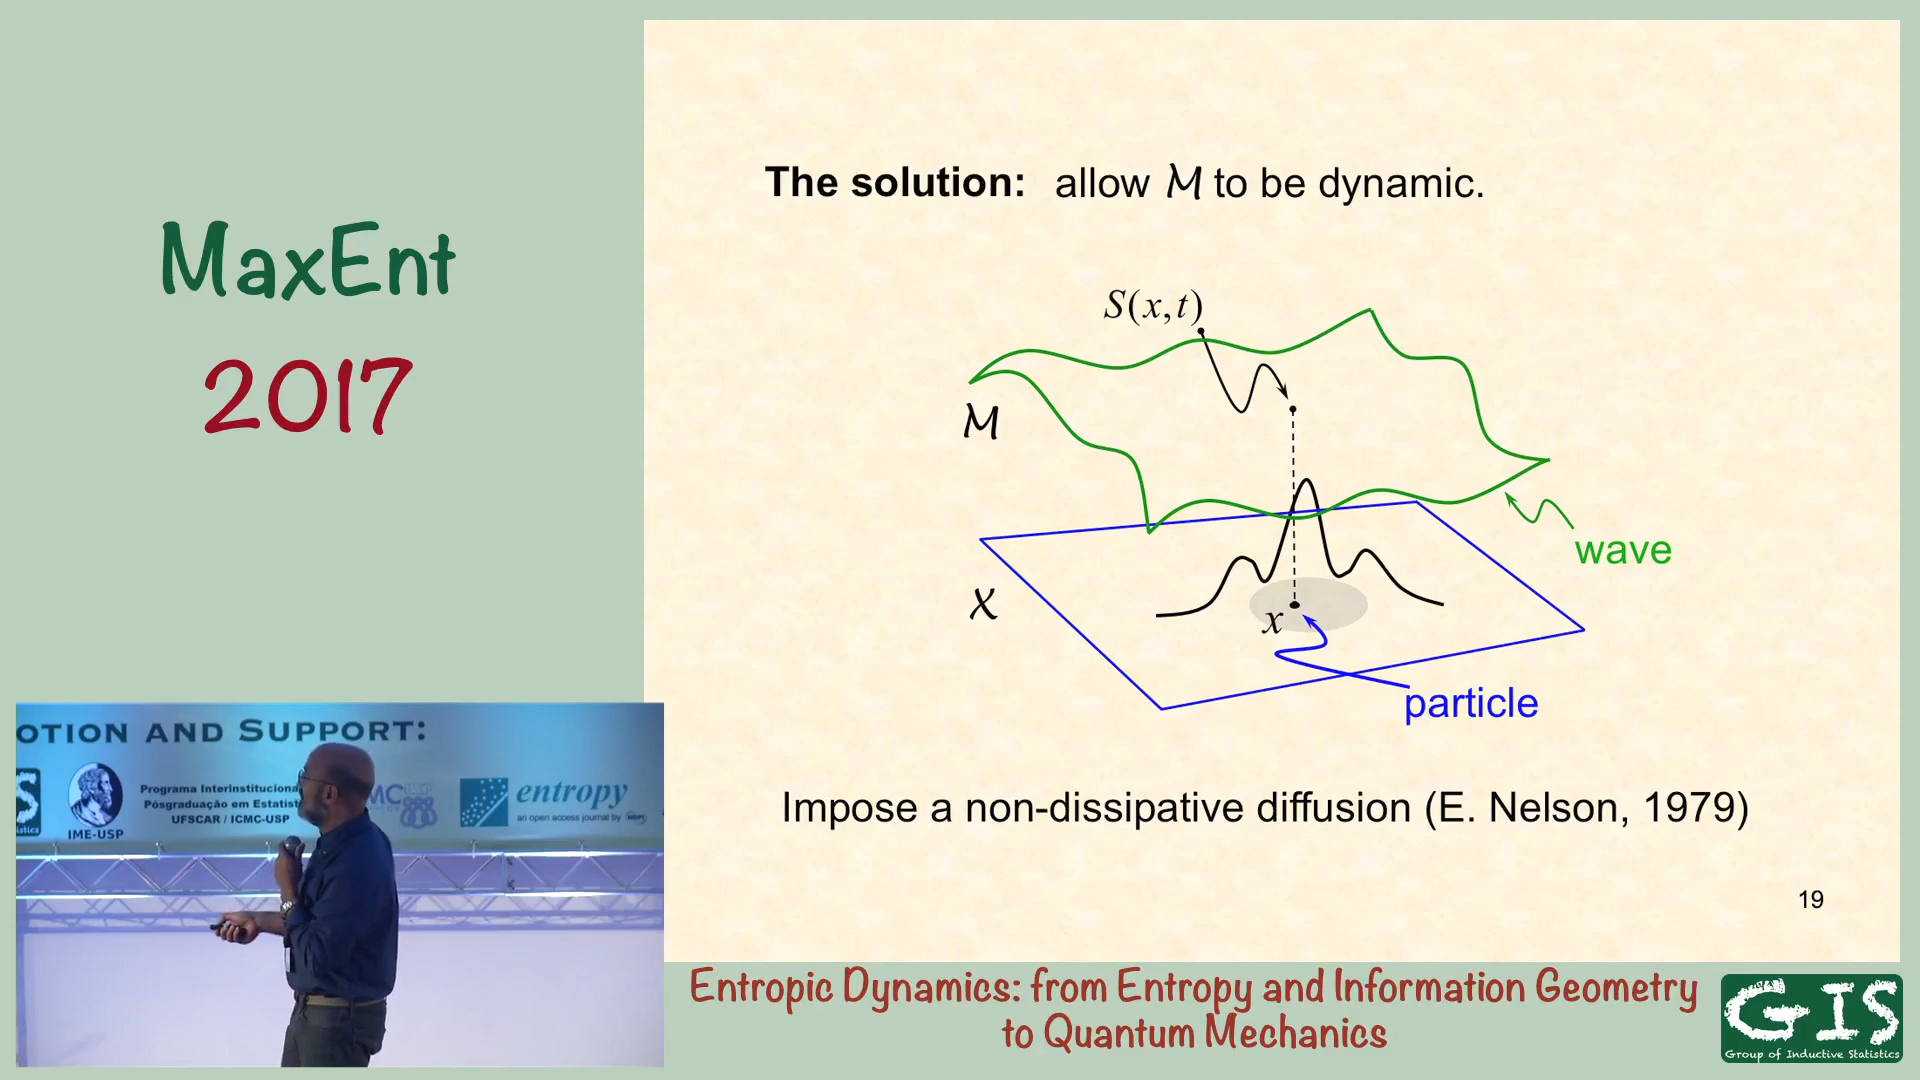 MaxEnt
2017
The solution: allow M to be dynamic.
S(x,t)
M
wave
X
x
particle
Impose a non-dissipative diffusion (E. Nelson, 1979)
19
OTION AND SUPPORT:
IME-USP
Programa Interinstituciona
Pósgraduação em Estatíst
UFSCAR / ICMC-USP
MC
entropy
an open access journal by
Entropic Dynamics: from Entropy and Information Geometry
to Quantum Mechanics
GIS
Group of Inductive Statistics